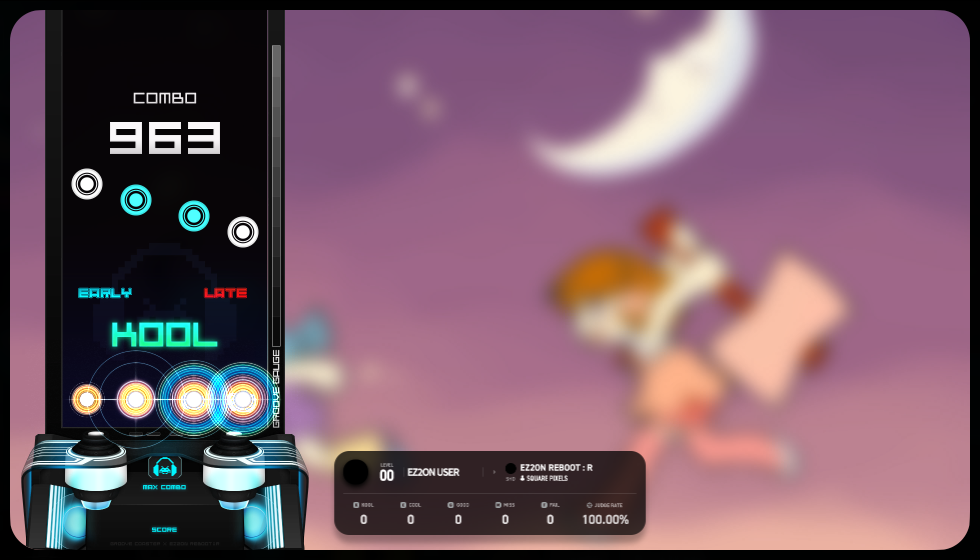 COMBO
963
EARLY LATE
KOOL
GROOVE GAUGE
MAX COMBO
SCORE
LEVEL
00 EZ2ON USER
EZ2ON REBOOT : R
SQUARE PIXELS
KOOL COOL GOOD MISS FAIL JUDGE RATE
0 0 0 0 0 100.00%